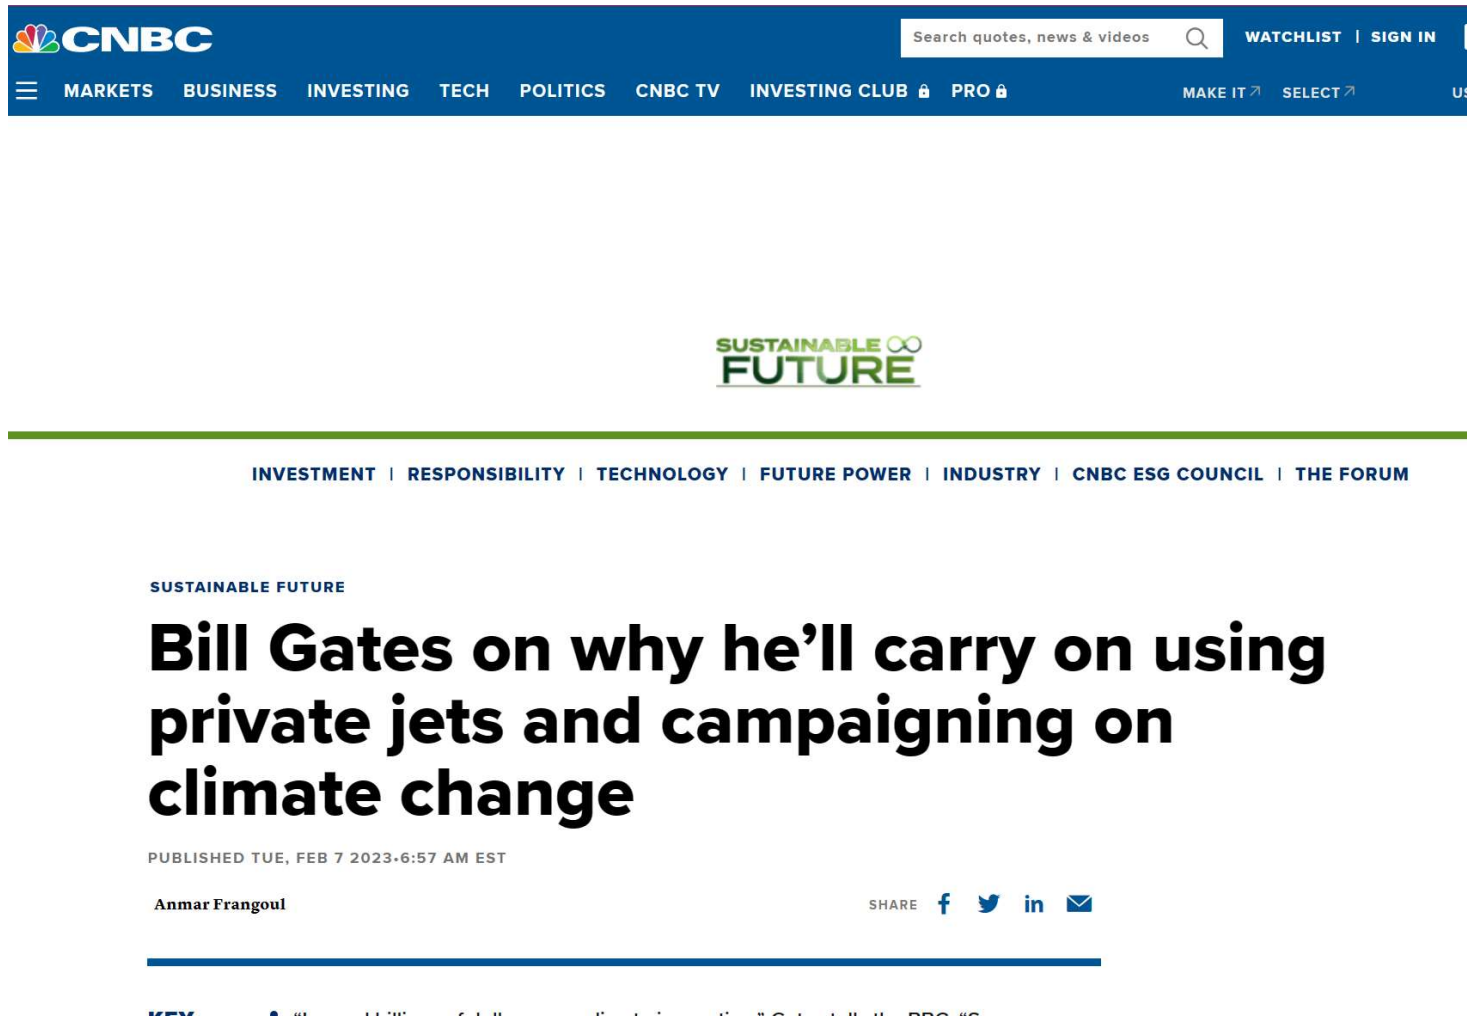 CNBC
Search quotes, news & videos
WATCHLIST | SIGN IN
MARKETS BUSINESS INVESTING TECH POLITICS CNBC TV INVESTING CLUB PRO MAKE IT SELECT
SUSTAINABLE
FUTURE
INVESTMENT | RESPONSIBILITY | TECHNOLOGY | FUTURE POWER | INDUSTRY | CNBC ESG COUNCIL | THE FORUM
SUSTAINABLE FUTURE
Bill Gates on why he’ll carry on using
private jets and campaigning on
climate change
PUBLISHED TUE, FEB 7 2023•6:57 AM EST
Anmar Frangoul
SHARE
KEY